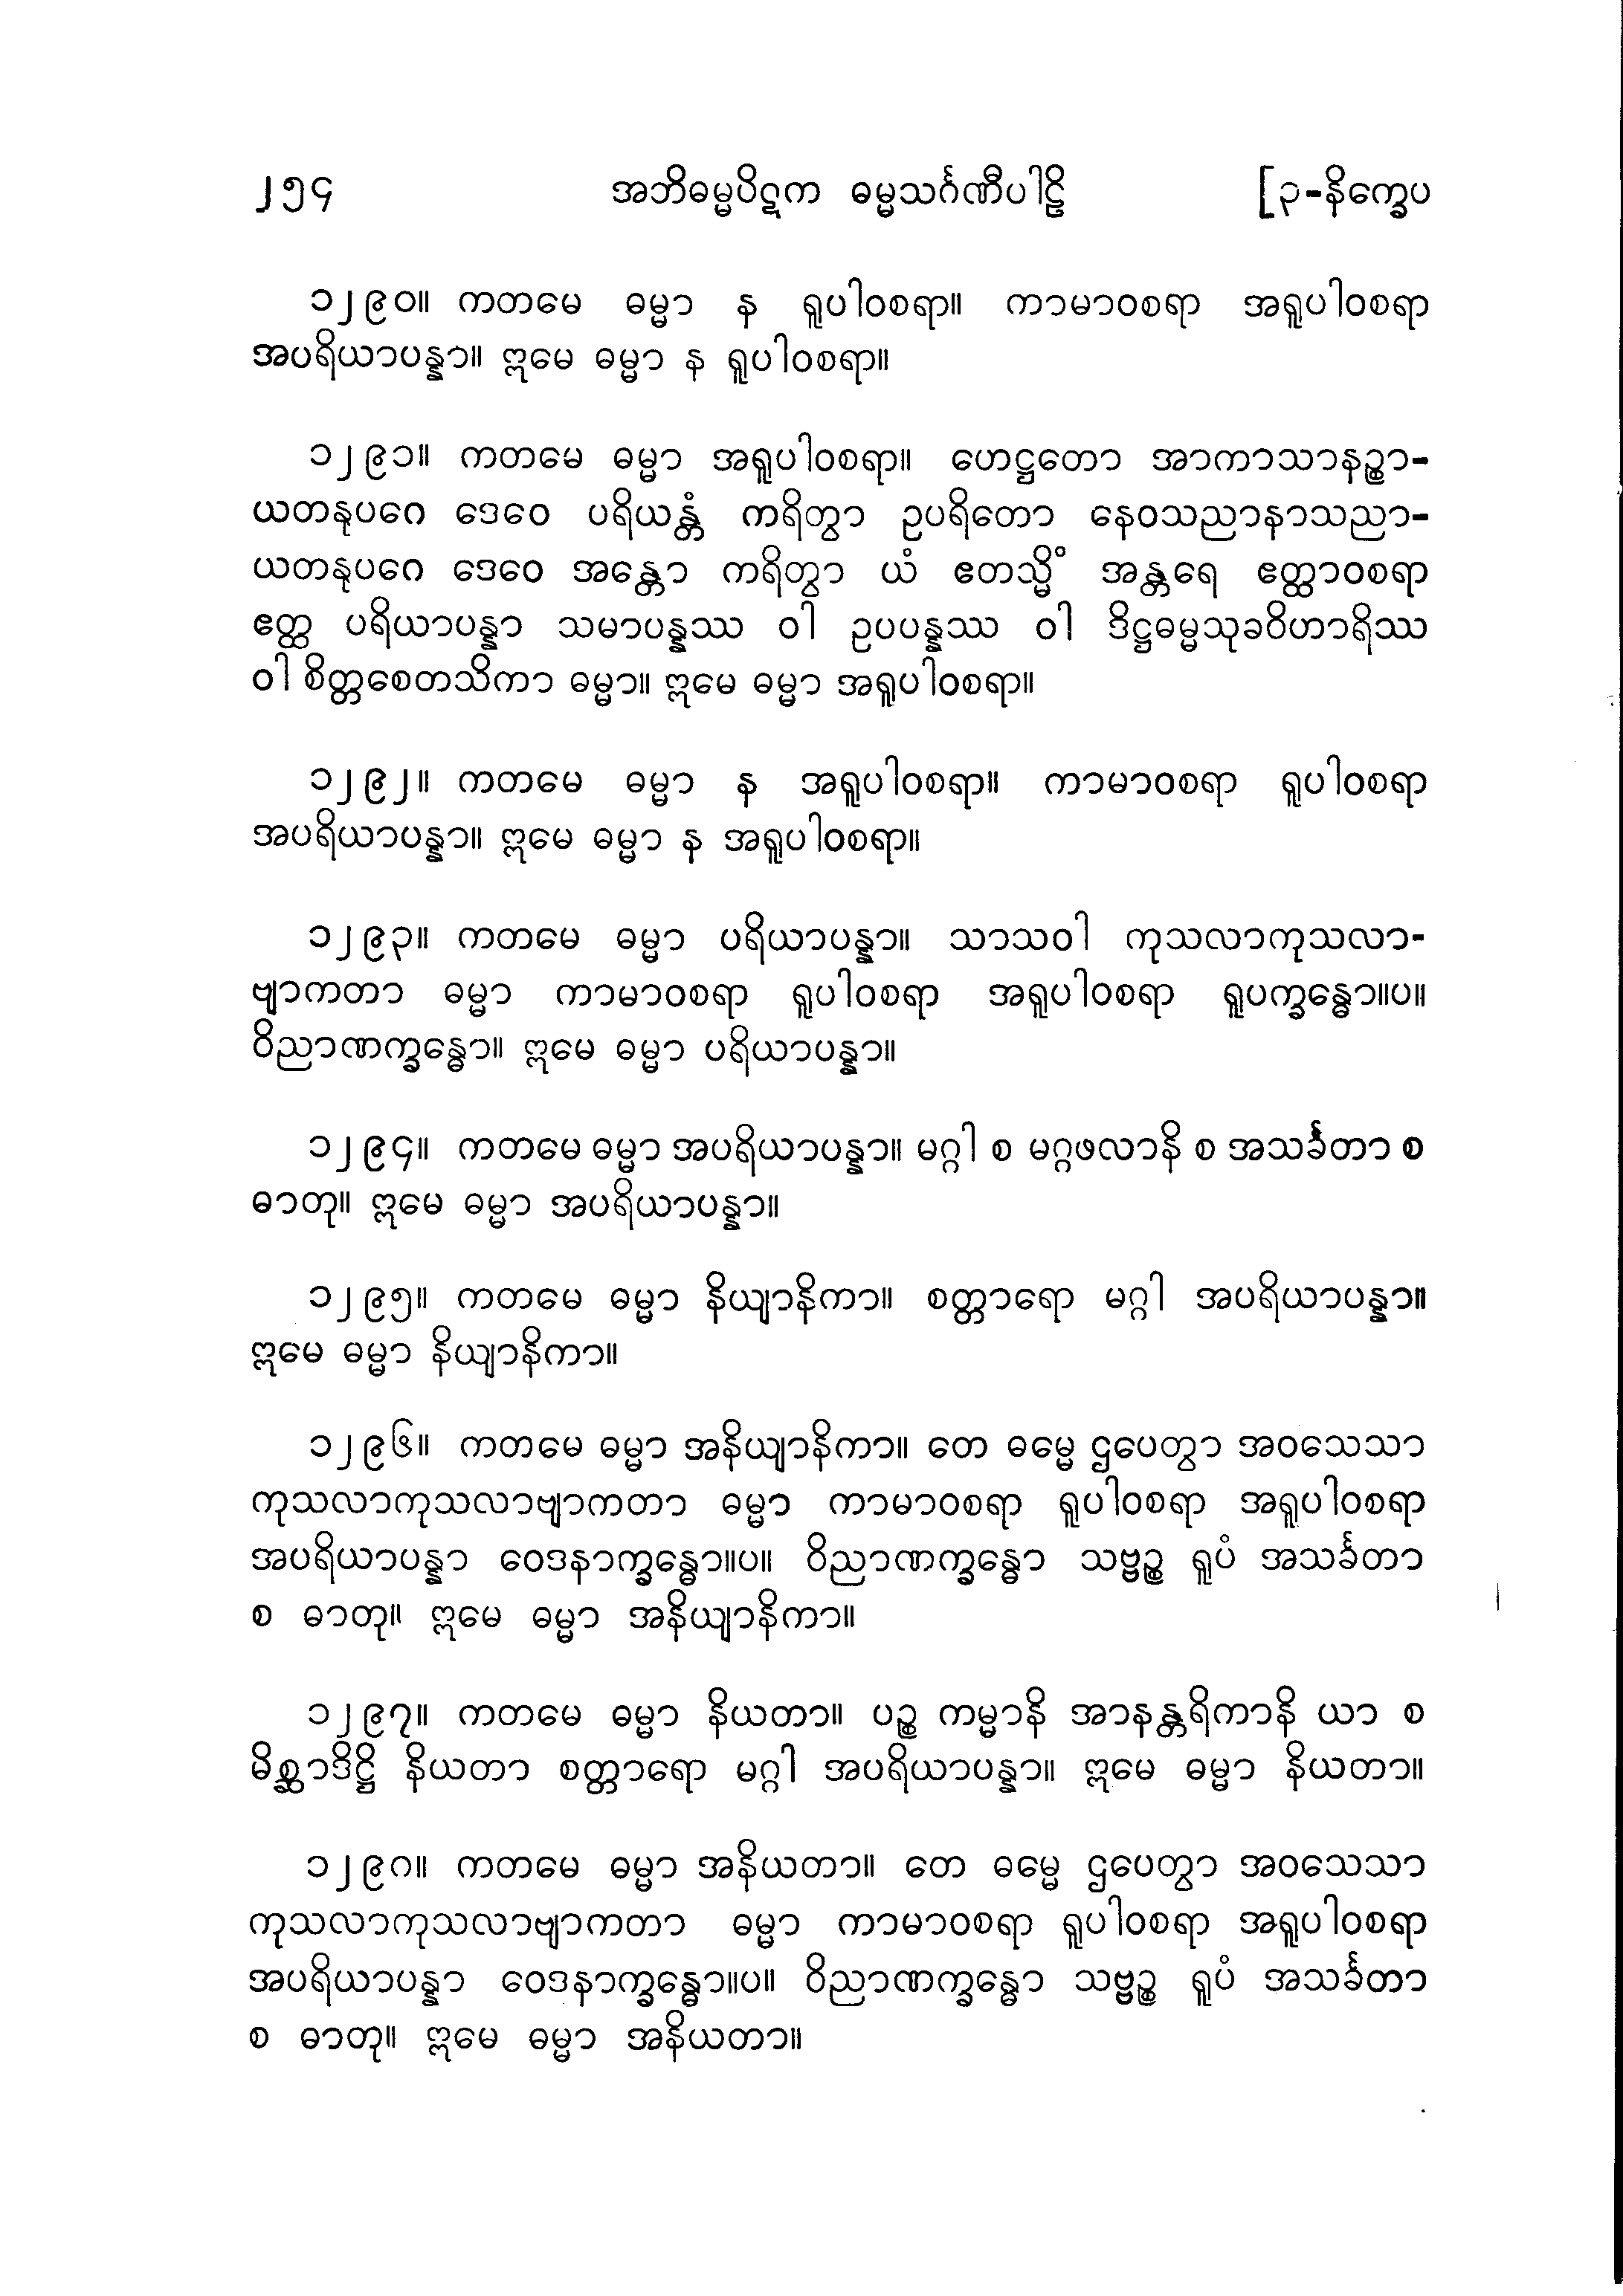 ၂၅၄ အဘိဓမ္မပိဋက ဓမ္မသင်္ဂဏီပါဠိ [၃-နိက္ခေပ
၁၂၉၀။ ကတမေ ဓမ္မာ န ရူပါဝစရာ။ ကာမာဝစရာ အရူပါဝစရာ
အပရိယာပန္နာ။ ဣမေ ဓမ္မာ န ရူပါဝစရာ။
၁၂၉၁။ ကတမေ ဓမ္မာ အရူပါဝစရာ။ ဟေဋ္ဌတော အာကာသာနဉ္စာ-
ယတနုပဂေ ဒေဝေ ပရိယန္တံ ကရိတွာ ဥပရိတော နေဝသညာနာသညာ-
ယတနုပဂေ ဒေဝေ အန္တော ကရိတွာ ယံ ဧတသ္မိံ အန္တရေ ဧတ္ထာဝစရာ
ဧတ္ထ ပရိယာပန္နာ သမာပန္နဿ ဝါ ဥပပန္နဿ ဝါ ဒိဋ္ဌဓမ္မသုခဝိဟာရိဿ
ဝါ စိတ္တစေတသိကာ ဓမ္မာ။ ဣမေ ဓမ္မာ အရူပါဝစရာ။
၁၂၉၂။ ကတမေ ဓမ္မာ န အရူပါဝစရာ။ ကာမာဝစရာ ရူပါဝစရာ
အပရိယာပန္နာ။ ဣမေ ဓမ္မာ န အရူပါဝစရာ။
၁၂၉၃။ ကတမေ ဓမ္မာ ပရိယာပန္နာ။ သာသဝါ ကုသလာကုသလာ-
ဗျာကတာ ဓမ္မာ ကာမာဝစရာ ရူပါဝစရာ အရူပါဝစရာ ရူပက္ခန္ဓော။ပ။
ဝိညာဏက္ခန္ဓော။ ဣမေ ဓမ္မာ ပရိယာပန္နာ။
၁၂၉၄။ ကတမေ ဓမ္မာ အပရိယာပန္နာ။ မဂ္ဂါ စ မဂ္ဂဖလာနိ စ အသင်္ခတာ စ
ဓာတု။ ဣမေ ဓမ္မာ အပရိယာပန္နာ။
၁၂၉၅။ ကတမေ ဓမ္မာ နိယျာနိကာ။ စတ္တာရော မဂ္ဂါ အပရိယာပန္နာ။
ဣမေ ဓမ္မာ နိယျာနိကာ။
၁၂၉၆။ ကတမေ ဓမ္မာ အနိယျာနိကာ။ တေ ဓမ္မေ ဌပေတွာ အဝသေသာ
ကုသလာကုသလာဗျာကတာ ဓမ္မာ ကာမာဝစရာ ရူပါဝစရာ အရူပါဝစရာ
အပရိယာပန္နာ ဝေဒနာက္ခန္ဓော။ပ။ ဝိညာဏက္ခန္ဓော သဗ္ဗဉ္စ ရူပံ အသင်္ခတာ
စ ဓာတု။ ဣမေ ဓမ္မာ အနိယျာနိကာ။
၁၂၉၇။ ကတမေ ဓမ္မာ နိယတာ။ ပဉ္စ ကမ္မာနိ အာနန္တရိကာနိ ယာ စ
မိစ္ဆာဒိဋ္ဌိ နိယတာ စတ္တာရော မဂ္ဂါ အပရိယာပန္နာ။ ဣမေ ဓမ္မာ နိယတာ။
၁၂၉၈။ ကတမေ ဓမ္မာ အနိယတာ။ တေ ဓမ္မေ ဌပေတွာ အဝသေသာ
ကုသလာကုသလာဗျာကတာ ဓမ္မာ ကာမာဝစရာ ရူပါဝစရာ အရူပါဝစရာ
အပရိယာပန္နာ ဝေဒနာက္ခန္ဓော။ပ။ ဝိညာဏက္ခန္ဓော သဗ္ဗဉ္စ ရူပံ အသင်္ခတာ
စ ဓာတု။ ဣမေ ဓမ္မာ အနိယတာ။